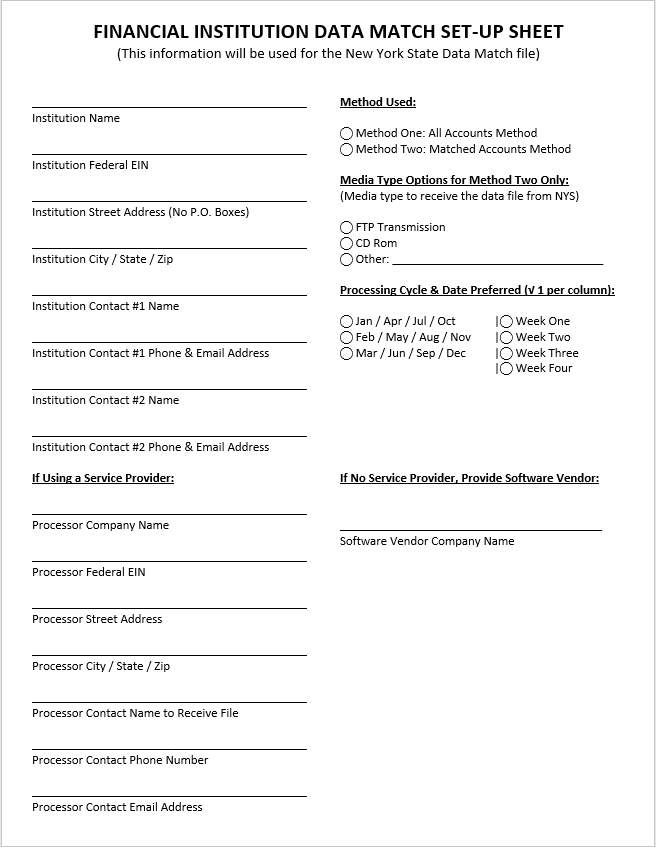 FINANCIAL INSTITUTION DATA MATCH SET-UP SHEET
(This information will be used for the New York State Data Match file)
Institution Name
Institution Federal EIN
Institution Street Address (No P.O. Boxes)
Institution City / State / Zip
Institution Contact #1 Name
Institution Contact #1 Phone & Email Address
Institution Contact #2 Name
Institution Contact #2 Phone & Email Address
Method Used:
Method One: All Accounts Method
Method Two: Matched Accounts Method
Media Type Options for Method Two Only:
(Media type to receive the data file from NYS)
FTP Transmission
CD Rom
Other:
Processing Cycle & Date Preferred (√ 1 per column):
Jan / Apr / Jul / Oct | Week One
Feb / May / Aug / Nov | Week Two
Mar / Jun / Sep / Dec | Week Three
| Week Four
If Using a Service Provider:
Processor Company Name
Processor Federal EIN
Processor Street Address
Processor City / State / Zip
Processor Contact Name to Receive File
Processor Contact Phone Number
Processor Contact Email Address
If No Service Provider, Provide Software Vendor:
Software Vendor Company Name